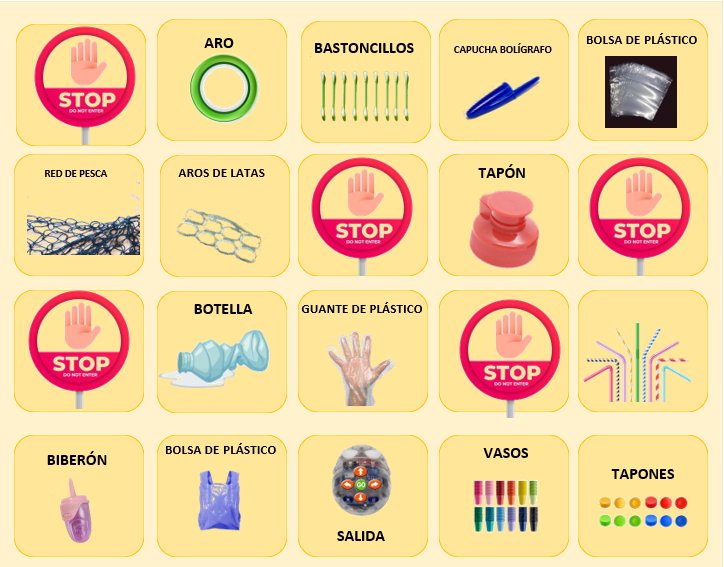 STOP
DO NOT ENTER
ARO
BASTONCILLOS
CAPUCHA BOLÍGRAFO
BOLSA DE PLÁSTICO
RED DE PESCA
AROS DE LATAS
STOP
DO NOT ENTER
TAPÓN
STOP
DO NOT ENTER
STOP
DO NOT ENTER
BOTELLA
GUANTE DE PLÁSTICO
STOP
DO NOT ENTER
BIBERÓN
BOLSA DE PLÁSTICO
GO
SALIDA
VASOS
TAPONES